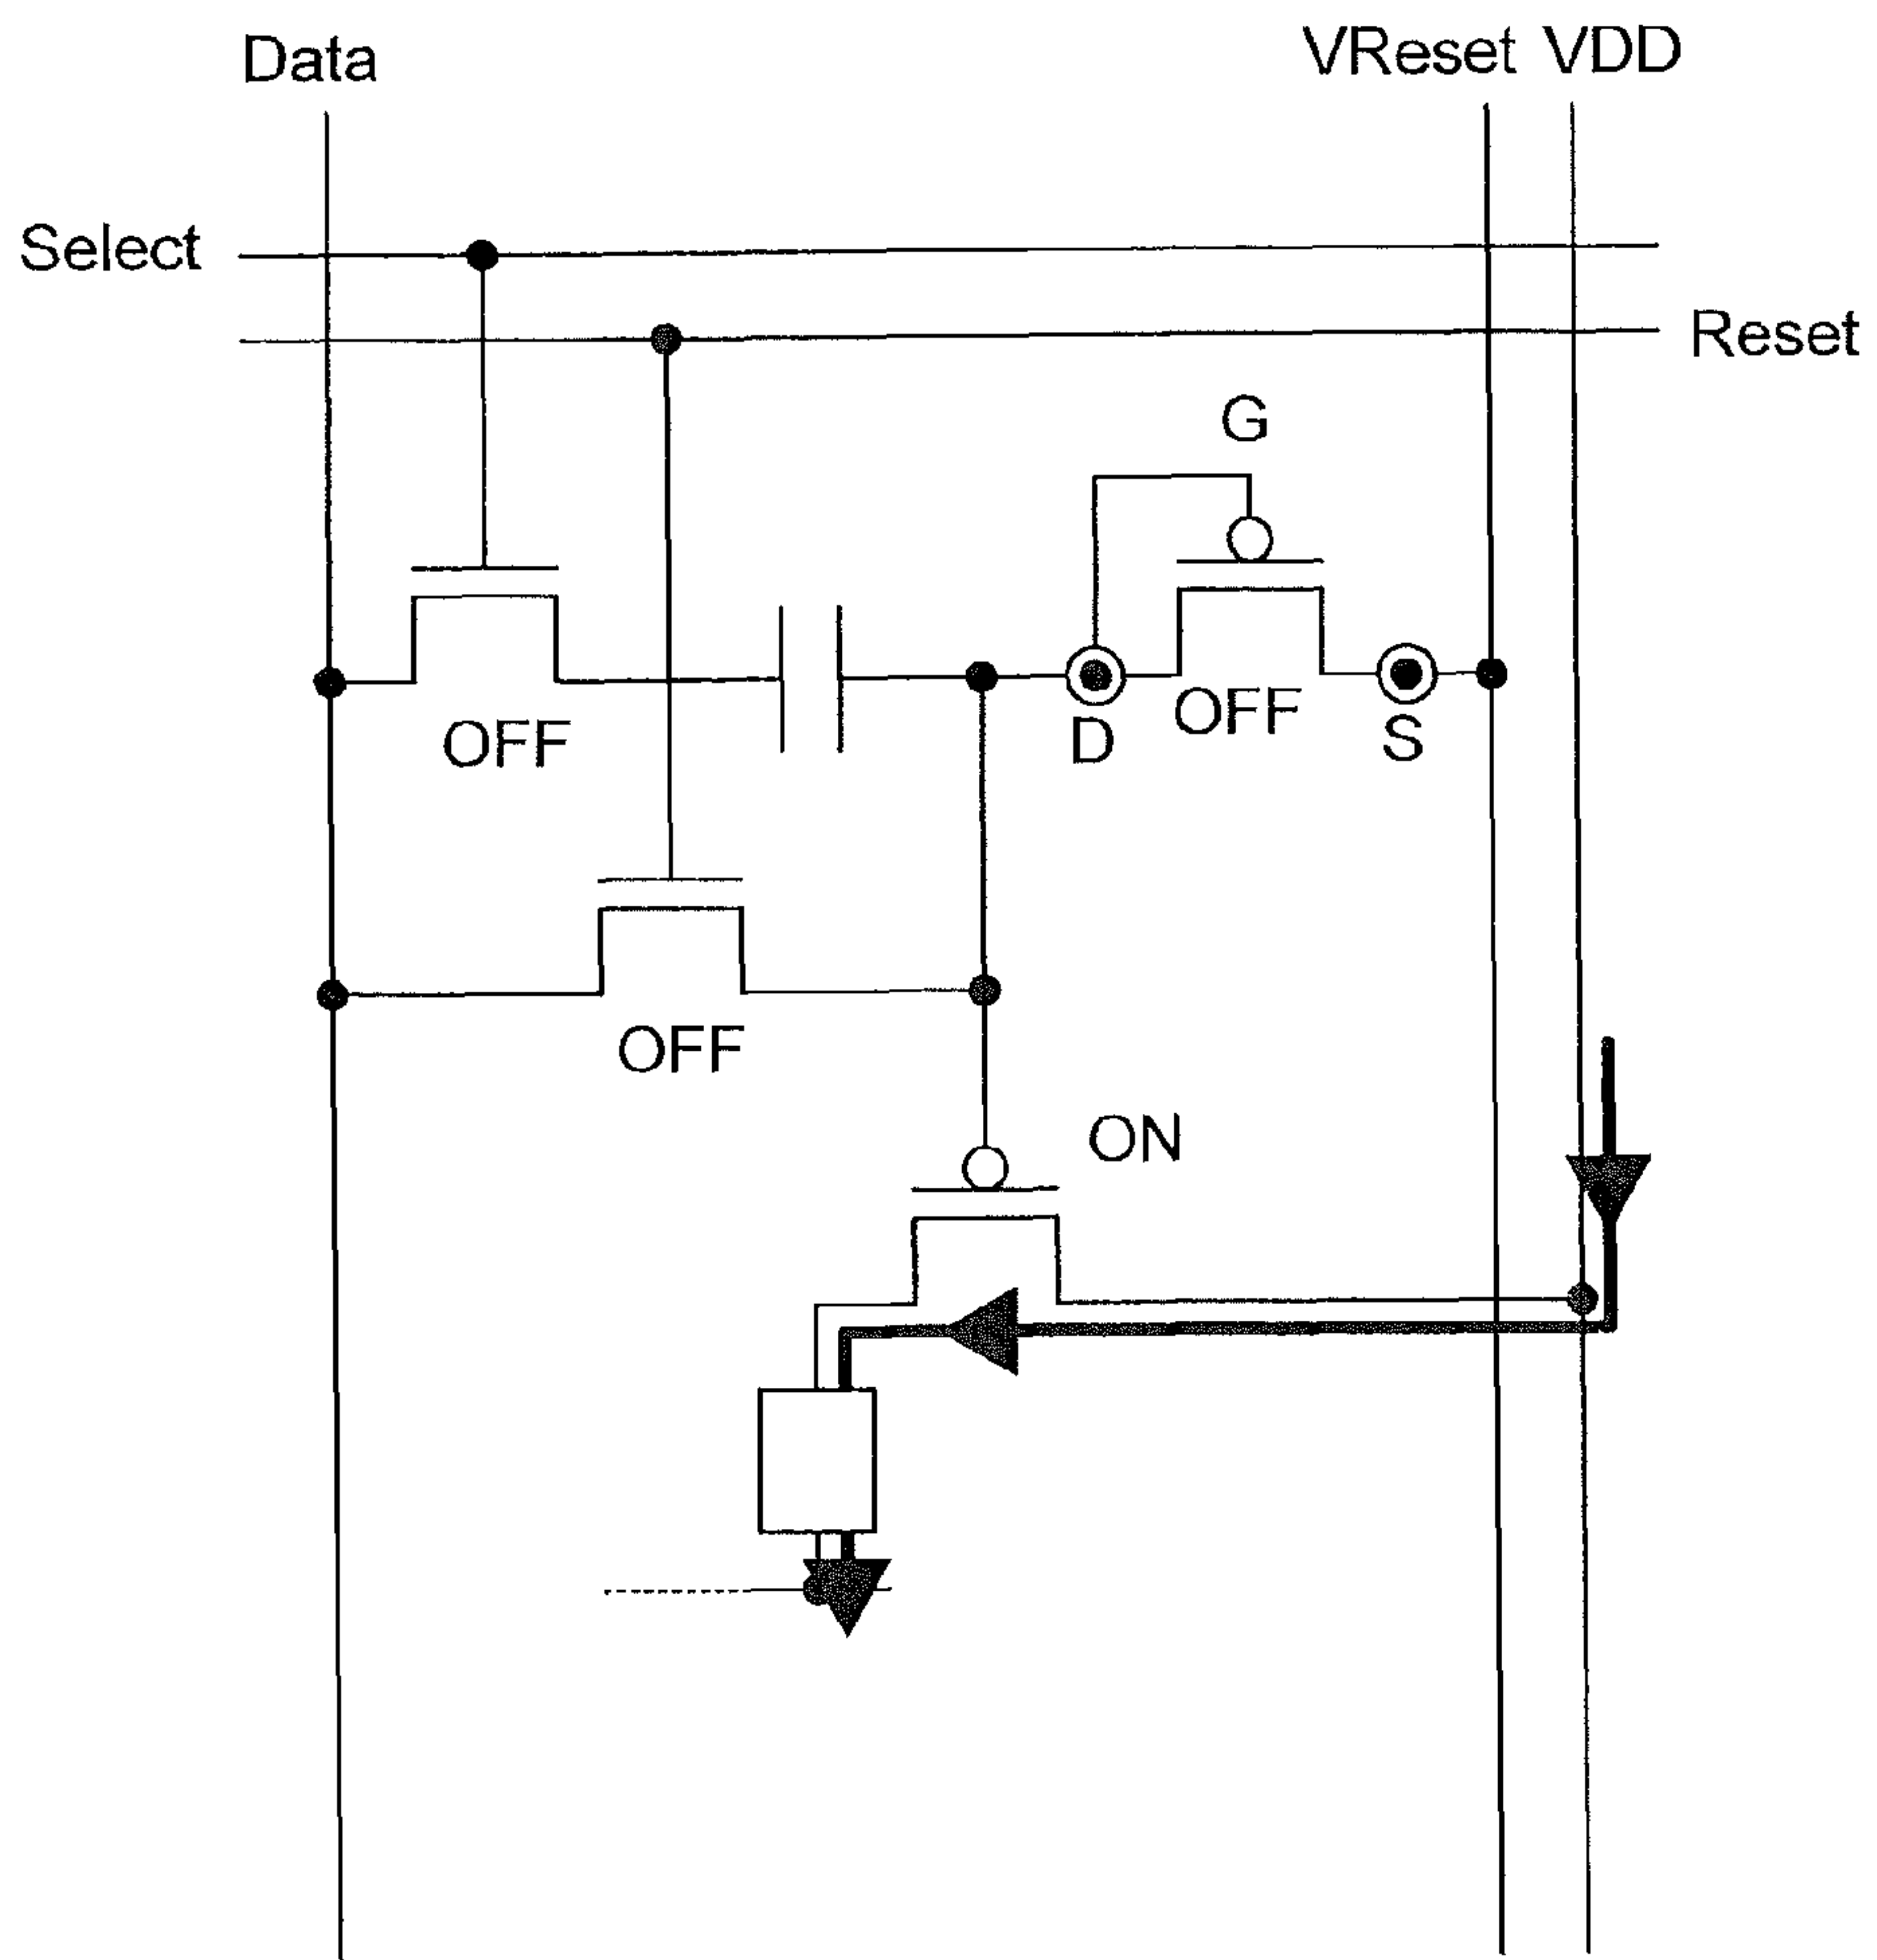 Data
VReset VDD
Select
Reset
G
OFF
D
OFF
S
OFF
ON